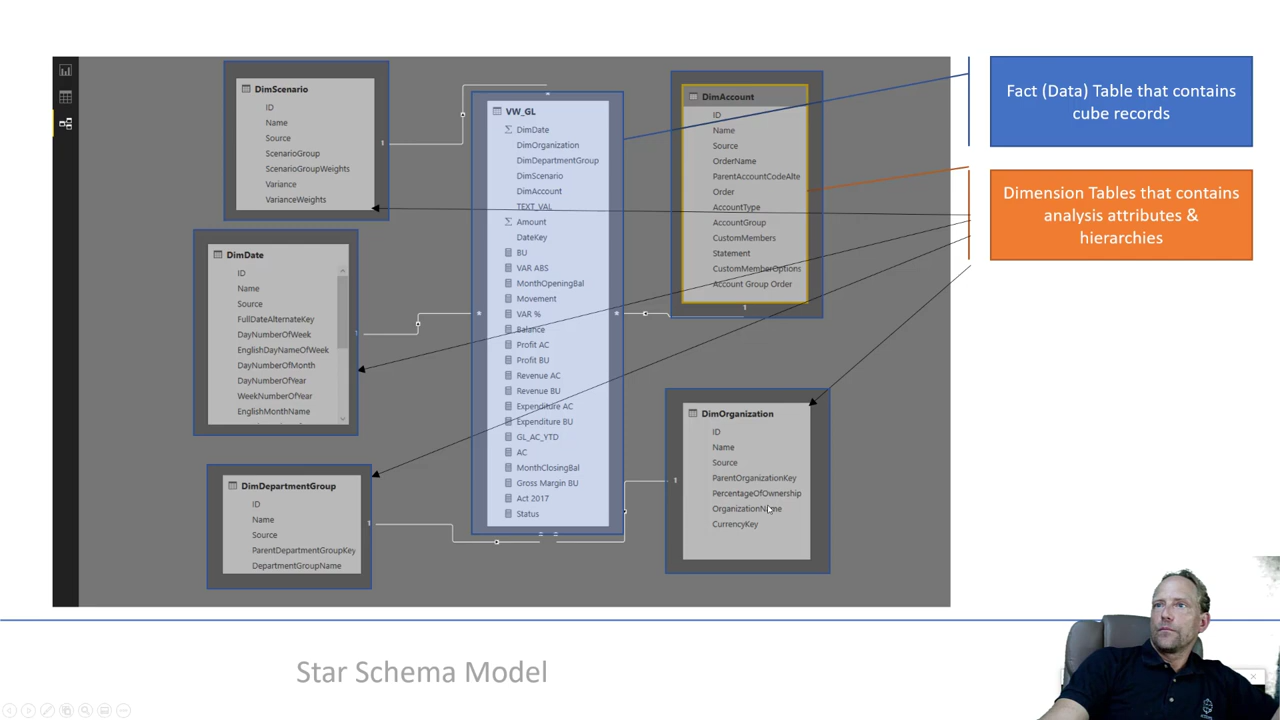 DimScenario
ID
Name
Source
ScenarioGroup
ScenarioGroupWeights
Variance
VarianceWeights
1
DimDate
ID
Name
Source
FullDateAlternateKey
DayNumberOfWeek
EnglishDayNameOfWeek
DayNumberOfMonth
DayNumberOfYear
WeekNumberOfYear
EnglishMonthName
1
DimDepartmentGroup
ID
Name
Source
ParentDepartmentGroupKey
DepartmentGroupName
1
VW_GL
Σ DimDate
DimOrganization
DimDepartmentGroup
DimScenario
DimAccount
TEXT_VAL
Σ Amount
DateKey
BU
VAR ABS
MonthOpeningBal
Movement
VAR %
Balance
Profit AC
Profit BU
Revenue AC
Revenue BU
Expenditure AC
Expenditure BU
GL_AC_YTD
AC
MonthClosingBal
Gross Margin BU
Act 2017
Status
* *
DimAccount
ID
Name
Source
OrderName
ParentAccountCodeAlte
Order
AccountType
AccountGroup
CustomMembers
Statement
CustomMemberOptions
Account Group Order
1
DimOrganization
ID
Name
Source
ParentOrganizationKey
PercentageOfOwnership
OrganizationName
CurrencyKey
1
Fact (Data) Table that contains
cube records
Dimension Tables that contains
analysis attributes &
hierarchies
Star Schema Model